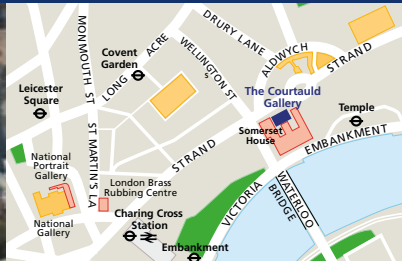 DRURY LANE
MONMOUTH ST
Covent
Garden
LONG ACRE
WELLINGTON ST
ALDWYCH
STRAND
Leicester
Square
The Courtauld
Gallery
Temple
Somerset
House
EMBANKMENT
ST MARTIN'S LA
STRAND
National
Portrait
Gallery
London Brass
Rubbing Centre
VICTORIA
WATERLOO
BRIDGE
National
Gallery
Charing Cross
Station
Embankment